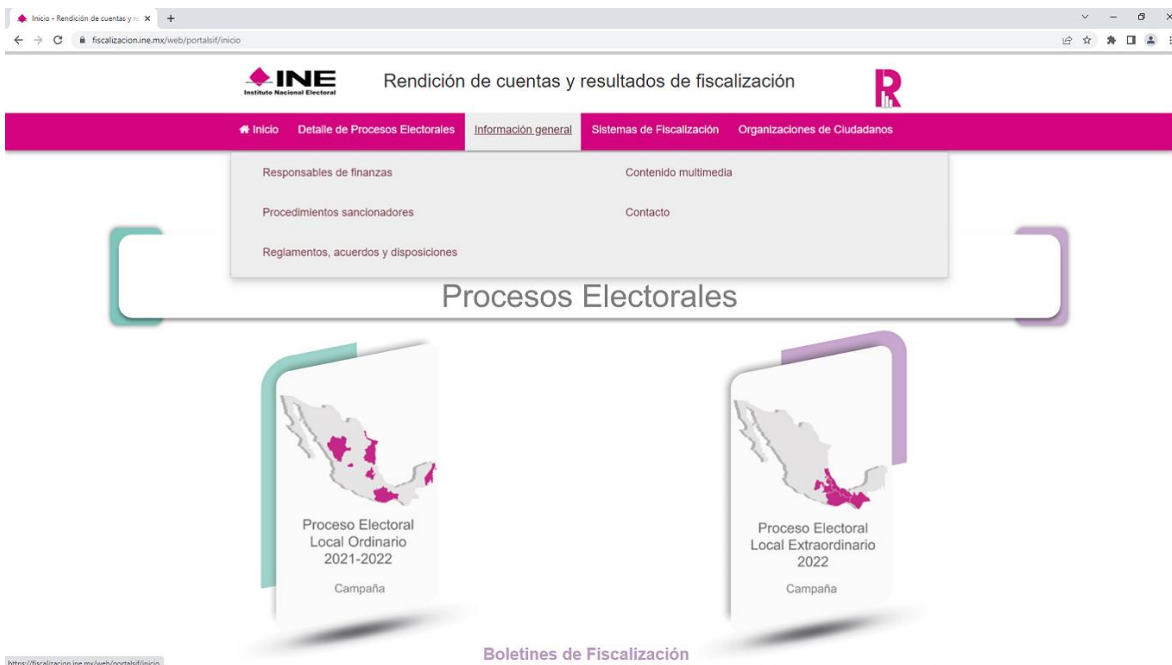 Inicio - Rendición de cuentas y r
fiscalizacion.ine.mx/web/portalsif/inicio
INE
Instituto Nacional Electoral
Rendición de cuentas y resultados de fiscalización
R
Inicio Detalle de Procesos Electorales Información general Sistemas de Fiscalización Organizaciones de Ciudadanos
Responsables de finanzas Contenido multimedia
Procedimientos sancionadores Contacto
Reglamentos, acuerdos y disposiciones
Procesos Electorales
Proceso Electoral
Local Ordinario
2021-2022
Campaña
Proceso Electoral
Local Extraordinario
2022
Campaña
Boletines de Fiscalización
https://fiscalizacion.ine.mx/web/portalsif/inicio